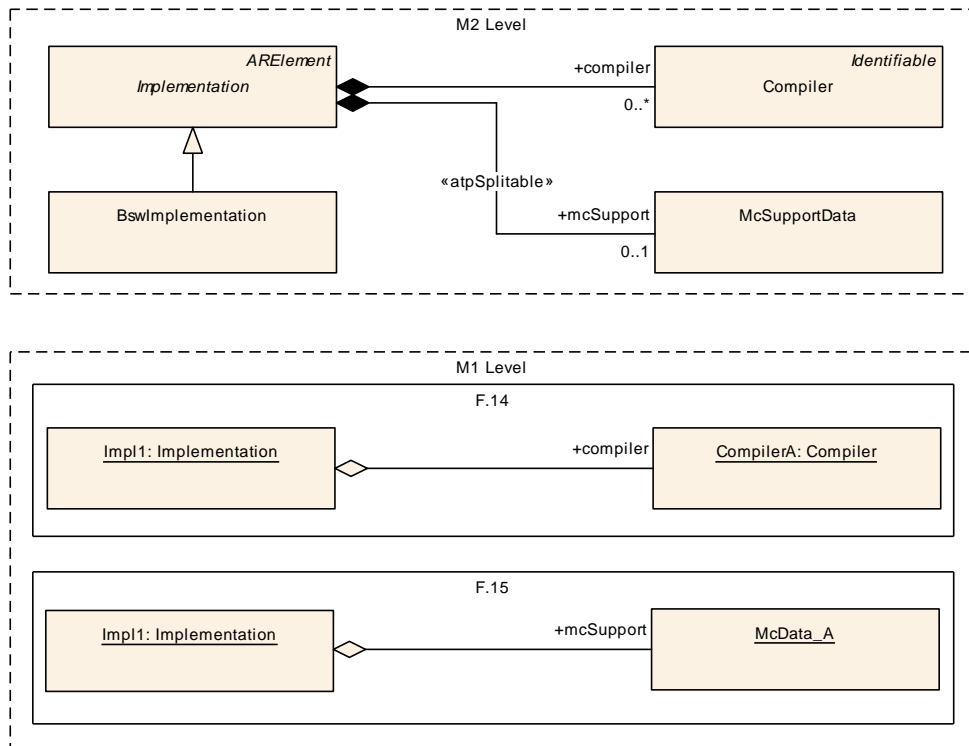 M2 Level
ARElement
Implementation
+compiler
0..*
Identifiable
Compiler
«atpSplitable»
BswImplementation
+mcSupport
0..1
McSupportData
M1 Level
F.14
Impl1: Implementation
+compiler
CompilerA: Compiler
F.15
Impl1: Implementation
+mcSupport
McData_A